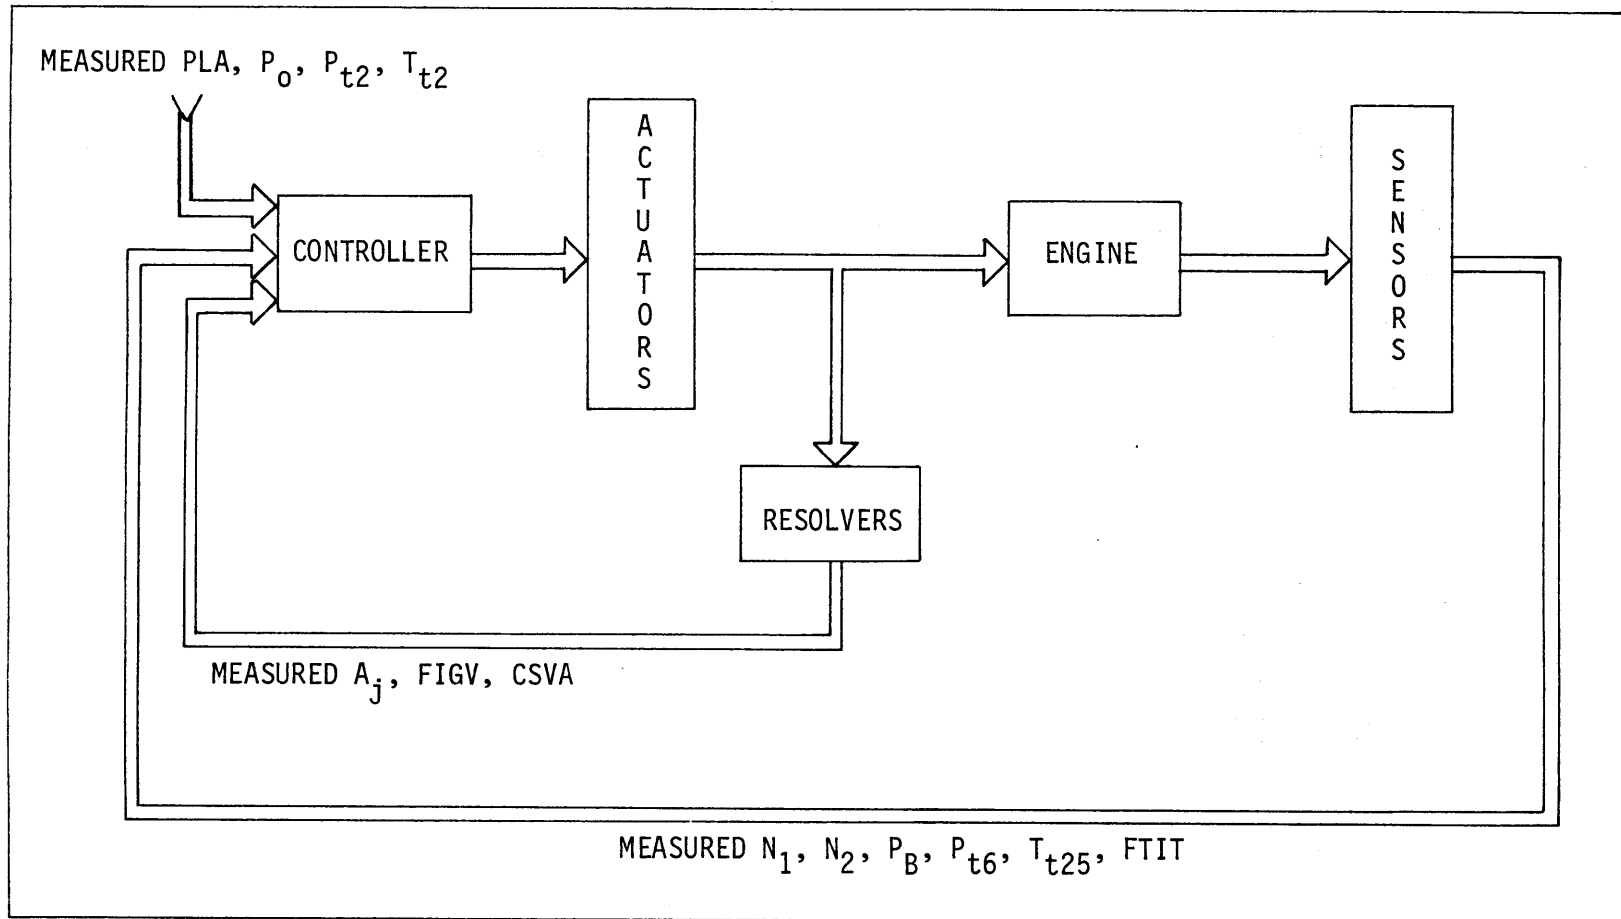 MEASURED PLA, Po, Pt2, Tt2
ACTUATORS
SENSORS
CONTROLLER
ENGINE
RESOLVERS
MEASURED Aj, FIGV, CSVA
MEASURED N1, N2, PB, Pt6, Tt25, FTIT